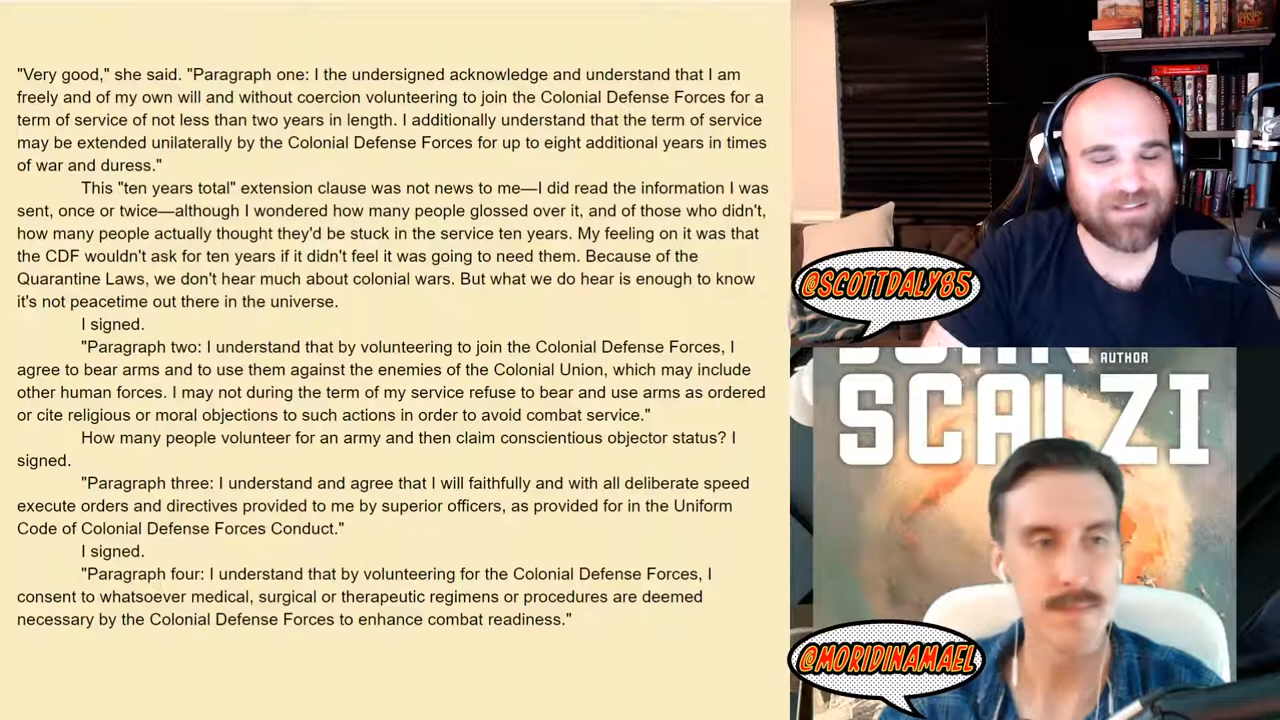 "Very good," she said. "Paragraph one: I the undersigned acknowledge and understand that I am
freely and of my own will and without coercion volunteering to join the Colonial Defense Forces for a
term of service of not less than two years in length. I additionally understand that the term of service
may be extended unilaterally by the Colonial Defense Forces for up to eight additional years in times
of war and duress."
This "ten years total" extension clause was not news to me—I did read the information I was
sent, once or twice—although I wondered how many people glossed over it, and of those who didn't,
how many people actually thought they'd be stuck in the service ten years. My feeling on it was that
the CDF wouldn't ask for ten years if it didn't feel it was going to need them. Because of the
Quarantine Laws, we don't hear much about colonial wars. But what we do hear is enough to know
it's not peacetime out there in the universe.
I signed.
"Paragraph two: I understand that by volunteering to join the Colonial Defense Forces, I
agree to bear arms and to use them against the enemies of the Colonial Union, which may include
other human forces. I may not during the term of my service refuse to bear and use arms as ordered
or cite religious or moral objections to such actions in order to avoid combat service."
How many people volunteer for an army and then claim conscientious objector status? I
signed.
"Paragraph three: I understand and agree that I will faithfully and with all deliberate speed
execute orders and directives provided to me by superior officers, as provided for in the Uniform
Code of Colonial Defense Forces Conduct."
I signed.
"Paragraph four: I understand that by volunteering for the Colonial Defense Forces, I
consent to whatsoever medical, surgical or therapeutic regimens or procedures are deemed
necessary by the Colonial Defense Forces to enhance combat readiness."
KING
@SCOTTDALY85
JOHN
AUTHOR
SCALZI
@MORIDINAMAEL